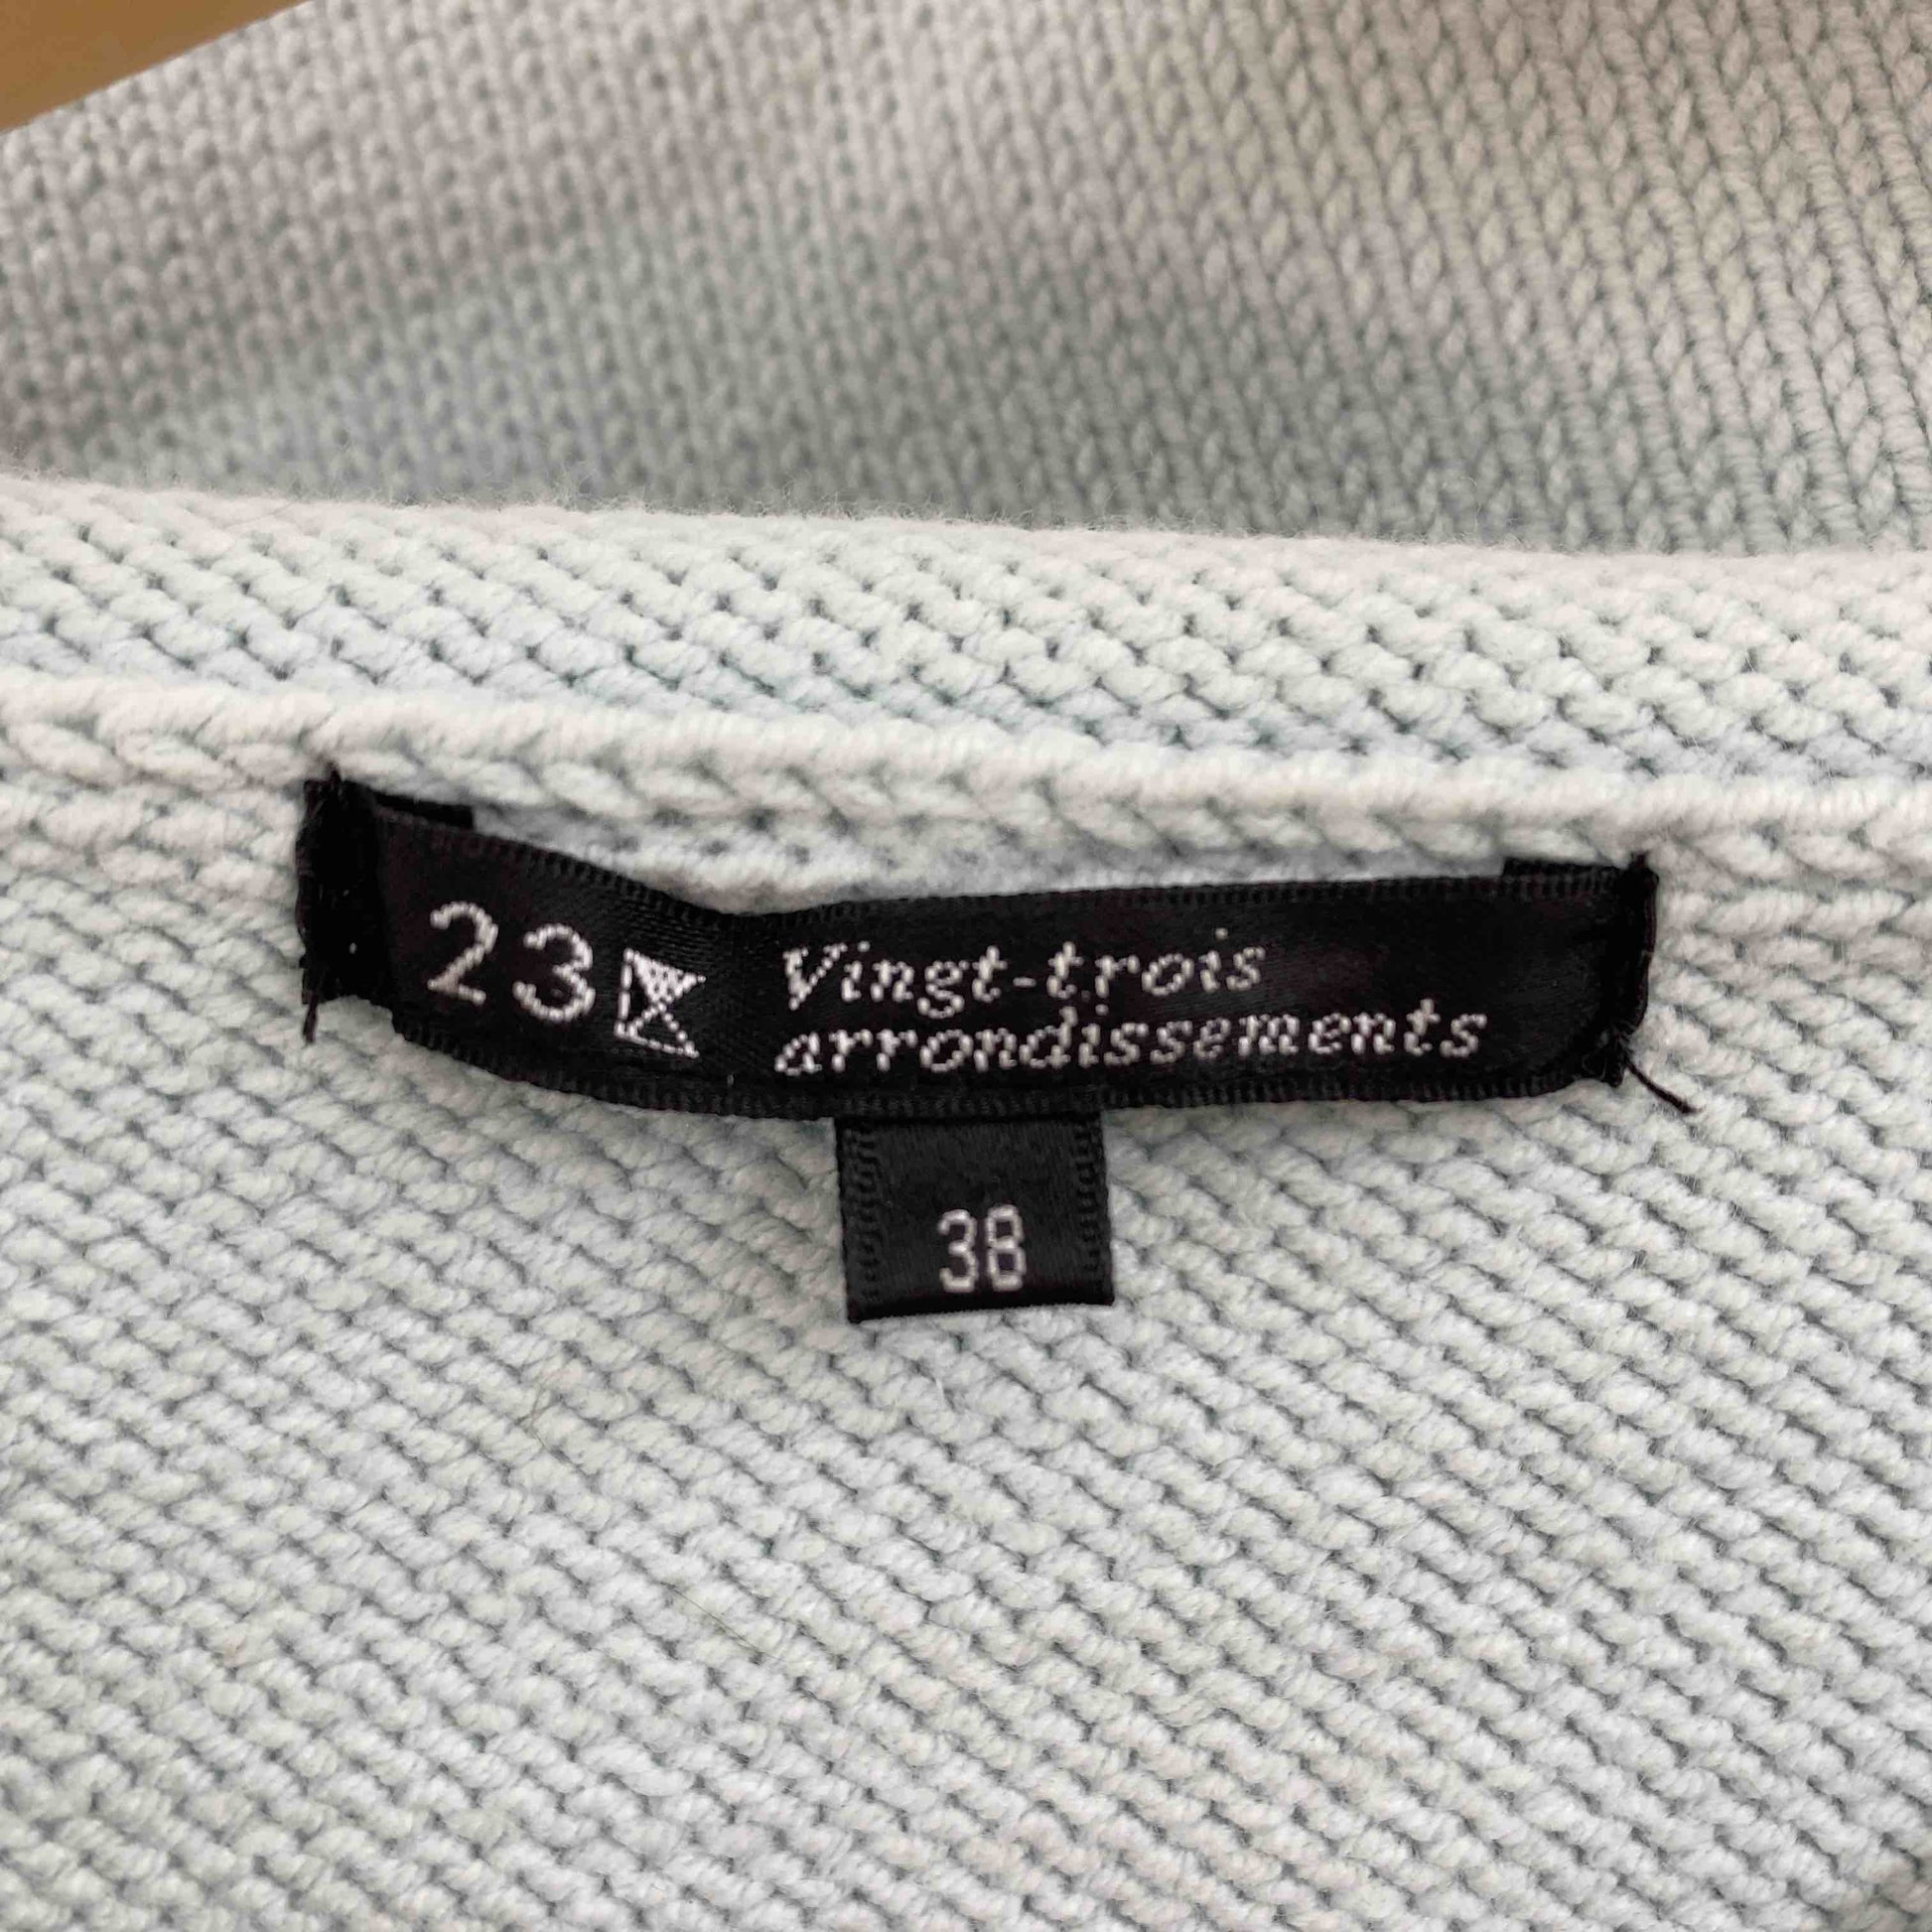 23 Vingt-trois
arrondissements
38